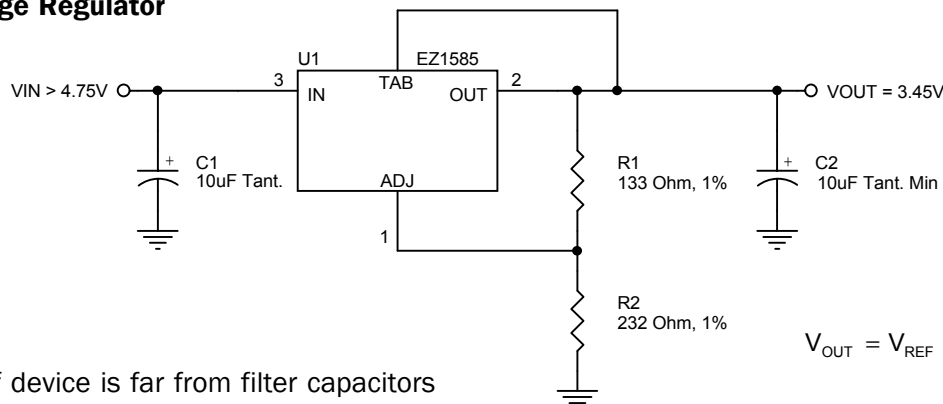 ge Regulator
U1 EZ1585
VIN > 4.75V 3 IN TAB OUT 2 VOUT = 3.45V
+ C1
10uF Tant.
ADJ
1
R1
133 Ohm, 1%
+ C2
10uF Tant. Min
R2
232 Ohm, 1%
VOUT = VREF
f device is far from filter capacitors